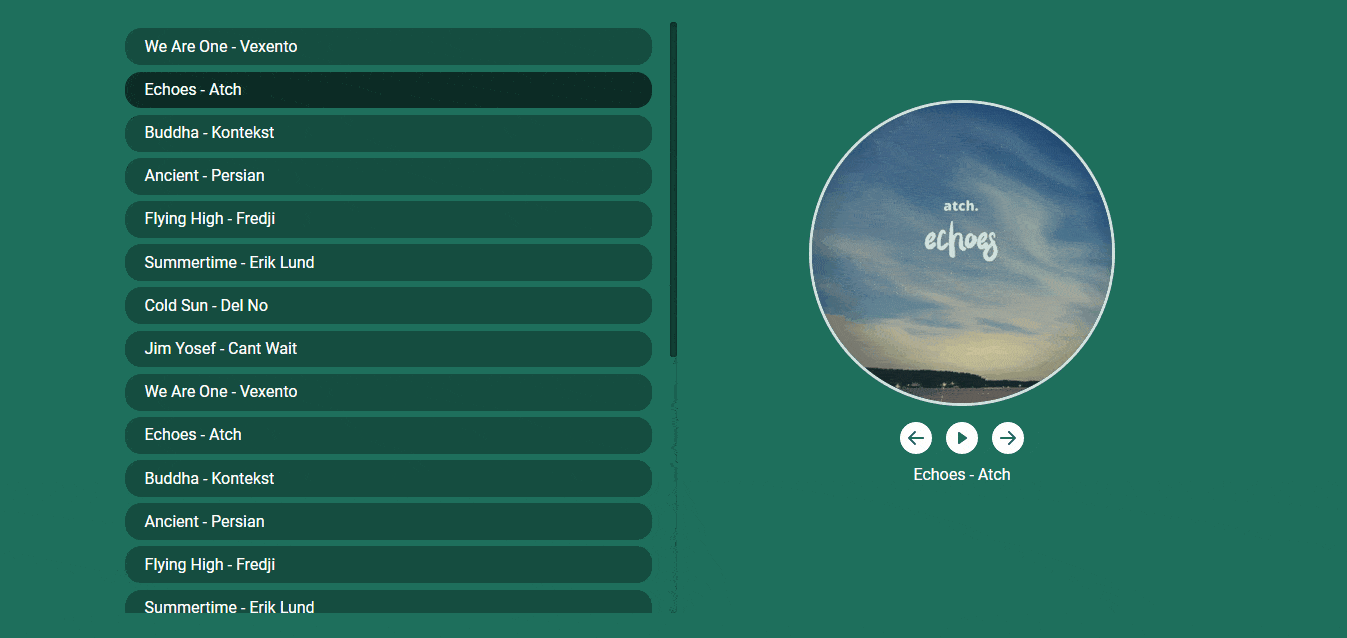 We Are One - Vexento
Echoes - Atch
Buddha - Kontekst
Ancient - Persian
Flying High - Fredji
Summertime - Erik Lund
Cold Sun - Del No
Jim Yosef - Cant Wait
We Are One - Vexento
Echoes - Atch
Buddha - Kontekst
Ancient - Persian
Flying High - Fredji
Summertime - Erik Lund
atch.
echoes
Echoes - Atch